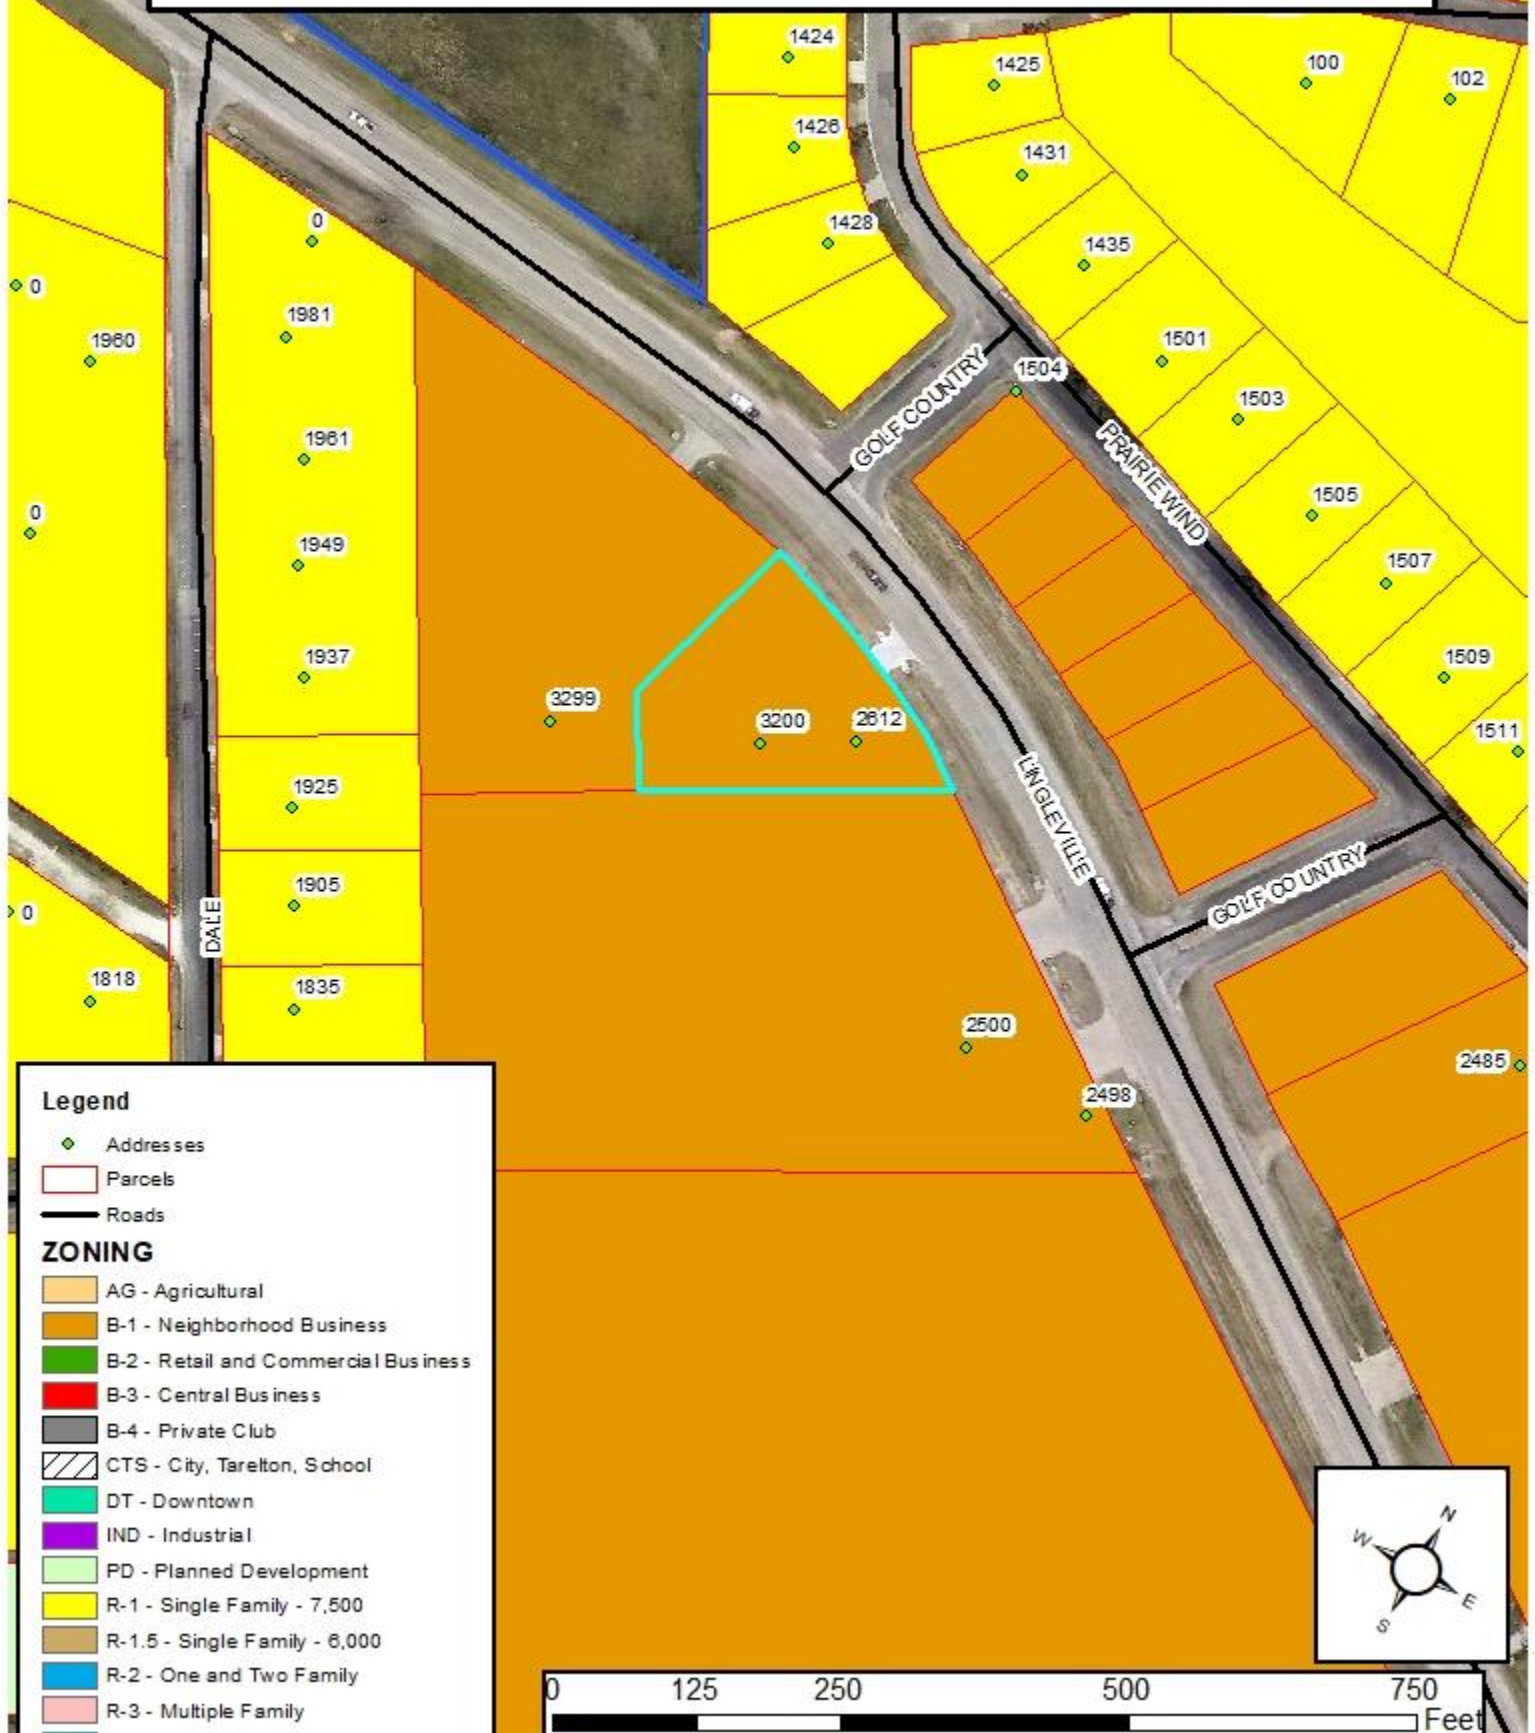 1424
1425
100
102
1426
1431
1428
0
1435
0
1981
1960
1501
1504
GOLF COUNTRY
1503
1961
PRAIRIE WIND
0
1505
1949
1507
1937
1509
3299
3200
2612
1511
1925
LINGLEVILLE
GOLF COUNTRY
1905
0
DALE
1818
1835
2500
2485
2498
Legend
Addresses
Parcels
Roads
ZONING
AG - Agricultural
B-1 - Neighborhood Business
B-2 - Retail and Commercial Business
B-3 - Central Business
B-4 - Private Club
CTS - City, Tarelton, School
DT - Downtown
IND - Industrial
PD - Planned Development
R-1 - Single Family - 7,500
R-1.5 - Single Family - 6,000
R-2 - One and Two Family
R-3 - Multiple Family
N
W
E
S
0 125 250 500 750
Feet